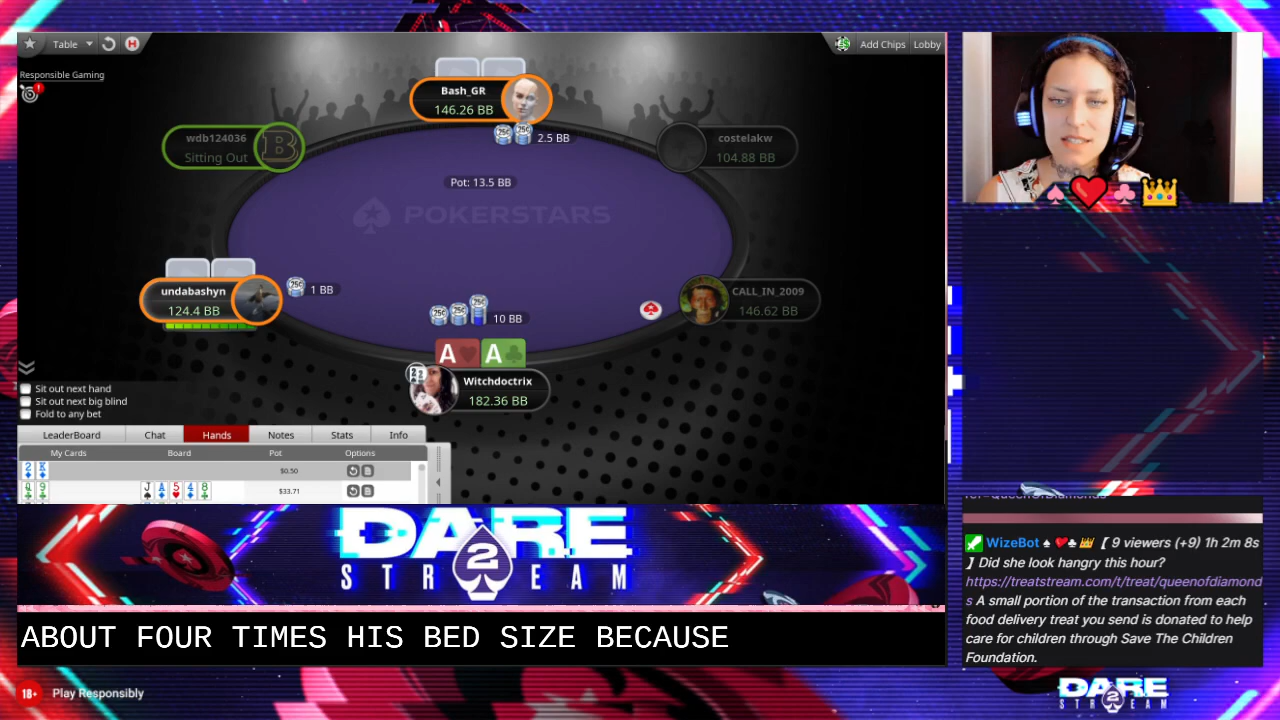 Table
H
Add Chips
Lobby
Responsible Gaming
Bash_GR
146.26 BB
wdb124036
Sitting Out
B
costelakw
104.88 BB
2.5 BB
Pot: 13.5 BB
POKERSTARS
undabashyn
124.4 BB
1 BB
10 BB
CALL_IN_2009
146.62 BB
A A
Witchdoctrix
182.36 BB
Sit out next hand
Sit out next big blind
Fold to any bet
LeaderBoard
Chat
Hands
Notes
Stats
Info
My Cards
Board
Pot
Options
2 K
$0.50
Q 9
J A 5 4 8
$33.71
DARE
2
STREAM
ABOUT FOUR TIMES HIS BED SIZE BECAUSE
18+
Play Responsibly
WizeBot [ 9 viewers (+9) 1h 2m 8s
] Did she look hangry this hour?
https://treatstream.com/t/treat/queenofdiamond
s A small portion of the transaction from each
food delivery treat you send is donated to help
care for children through Save The Children
Foundation.
DARE
2
STREAM